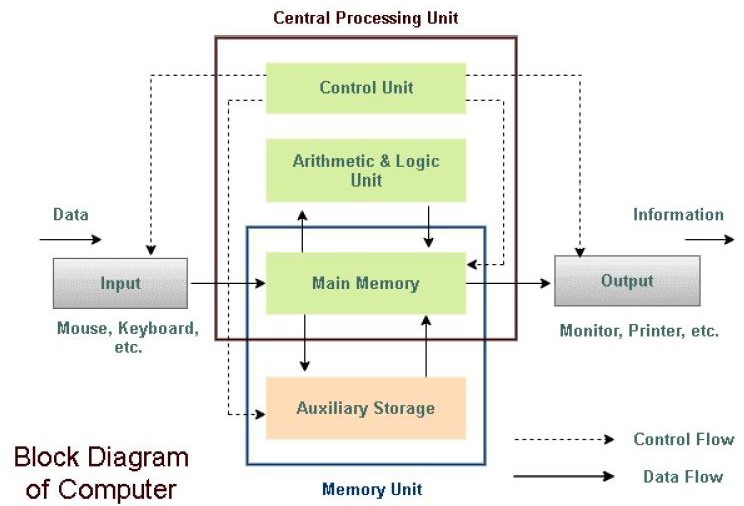 Central Processing Unit
Control Unit
Arithmetic & Logic
Unit
Data
Information
Input
Main Memory
Output
Mouse, Keyboard,
etc.
Monitor, Printer, etc.
Auxiliary Storage
Control Flow
Block Diagram
of Computer
Data Flow
Memory Unit